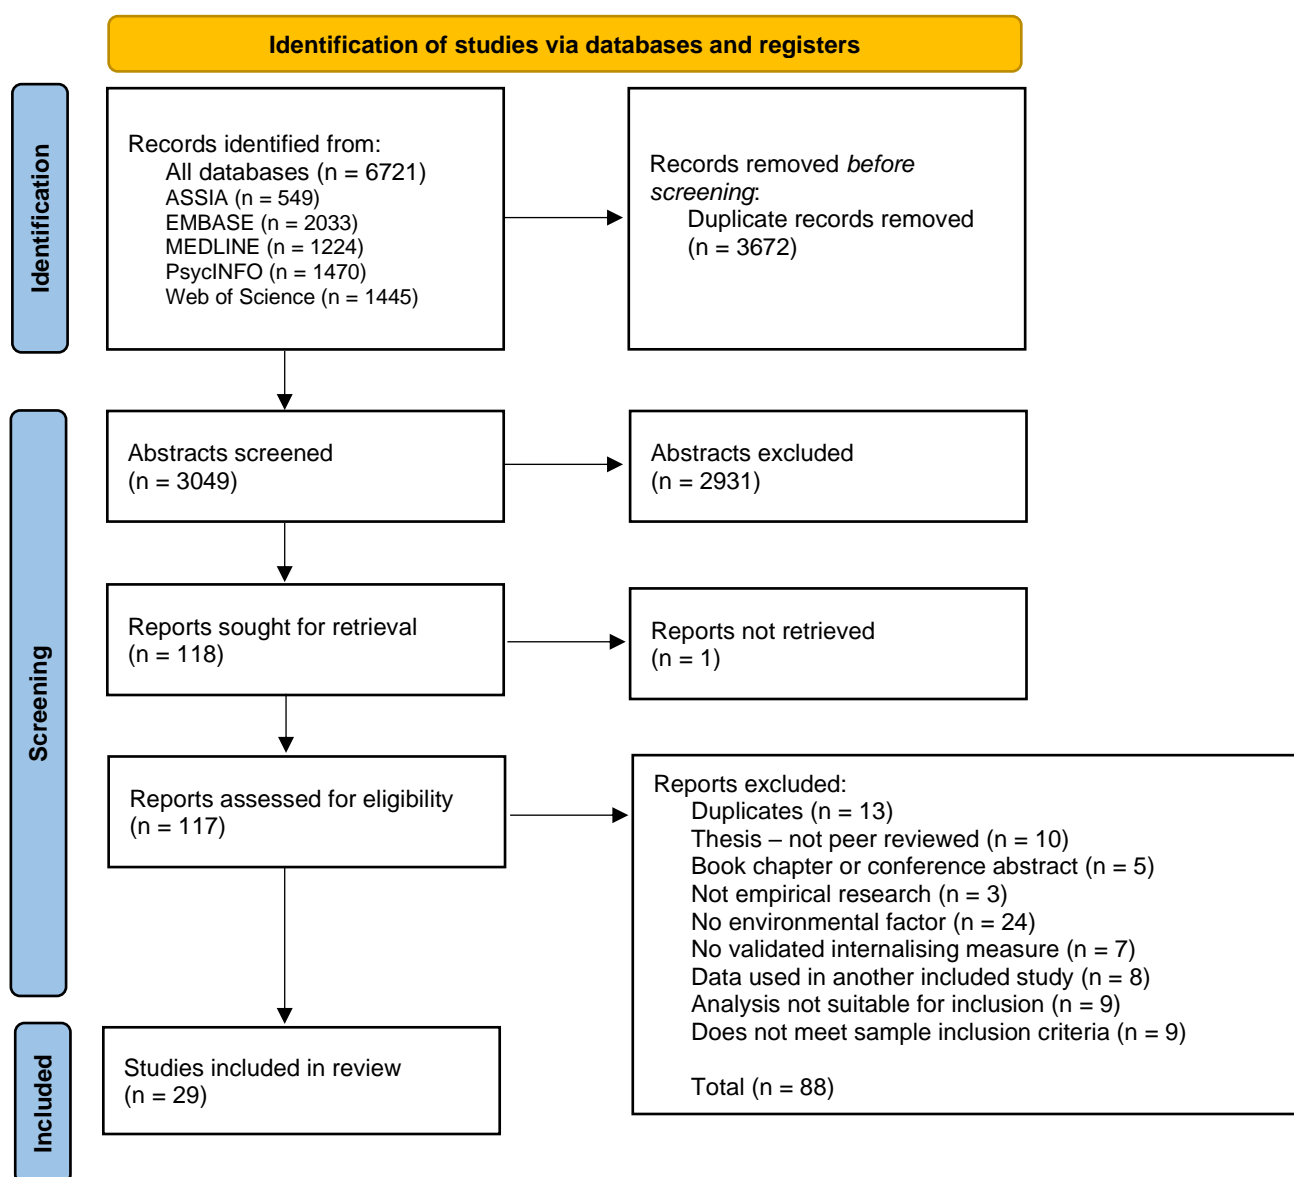 Identification of studies via databases and registers
Identification
Records identified from:
All databases (n = 6721)
ASSIA (n = 549)
EMBASE (n = 2033)
MEDLINE (n = 1224)
PsycINFO (n = 1470)
Web of Science (n = 1445)
Records removed before
screening:
Duplicate records removed
(n = 3672)
Screening
Abstracts screened
(n = 3049)
Abstracts excluded
(n = 2931)
Reports sought for retrieval
(n = 118)
Reports not retrieved
(n = 1)
Reports assessed for eligibility
(n = 117)
Reports excluded:
Duplicates (n = 13)
Thesis – not peer reviewed (n = 10)
Book chapter or conference abstract (n = 5)
Not empirical research (n = 3)
No environmental factor (n = 24)
No validated internalising measure (n = 7)
Data used in another included study (n = 8)
Analysis not suitable for inclusion (n = 9)
Does not meet sample inclusion criteria (n = 9)
Total (n = 88)
Included
Studies included in review
(n = 29)